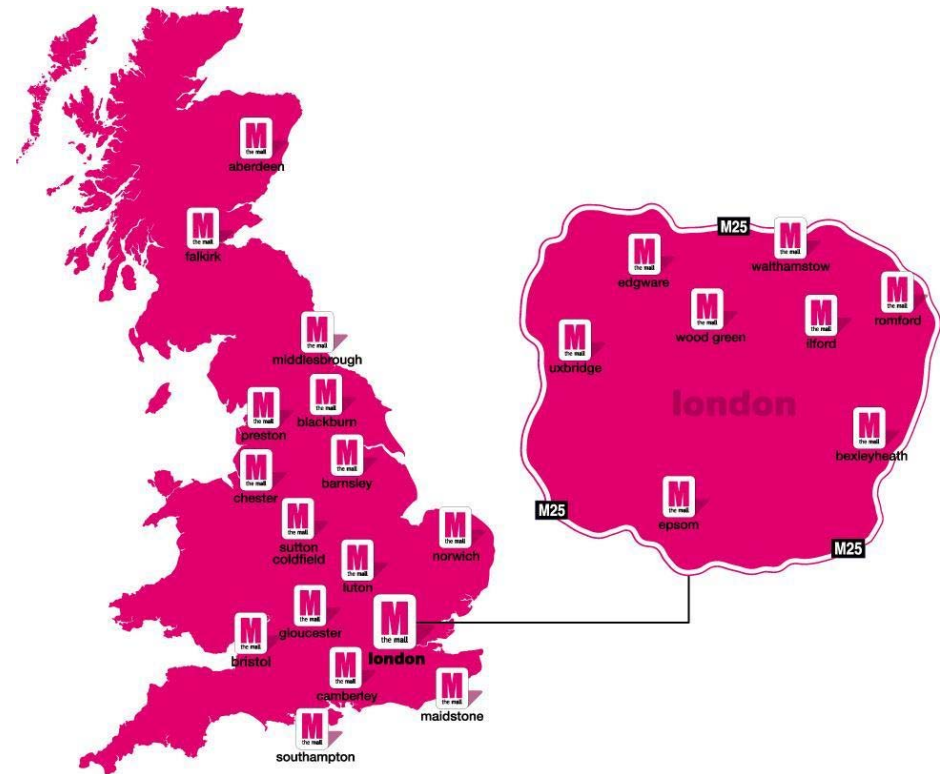 M
the mall
aberdeen
M
the mall
falkirk
M
the mall
middlesbrough
M
the mall
blackburn
M
the mall
preston
M
the mall
barnsley
M
the mall
chester
M
the mall
sutton
coldfield
M
the mall
norwich
M
the mall
luton
M
the mall
gloucester
M
the mall
london
M
the mall
bristol
M
the mall
camberley
M
the mall
maidstone
M
the mall
southampton
M25
M
the mall
walthamstow
M
the mall
edgware
M
the mall
romford
M
the mall
wood green
M
the mall
ilford
M
the mall
uxbridge
london
M
the mall
bexleyheath
M
the mall
epsom
M25
M25